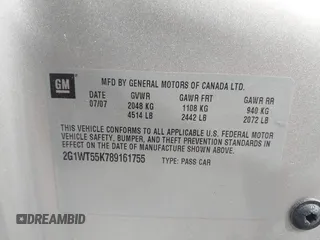 GM
MFD BY GENERAL MOTORS OF CANADA LTD.
DATE GVWR GAWR FRT GAWR RR
07/07 2048 KG 1108 KG 940 KG
4514 LB 2442 LB 2072 LB
THIS VEHICLE CONFORMS TO ALL APPLICABLE U.S. FEDERAL MOTOR
VEHICLE SAFETY, BUMPER, AND THEFT PREVENTION STANDARDS IN
EFFECT ON THE DATE OF MANUFACTURE SHOWN ABOVE.
2G1WT55K789161755 TYPE: PASS CAR
DREAMBID